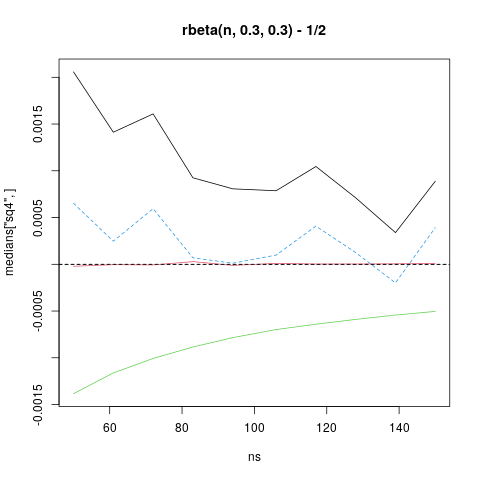 rbeta(n, 0.3, 0.3) - 1/2
medians["sq4", ]
0.0015
0.0005
-0.0005
-0.0015
60 80 100 120 140
ns